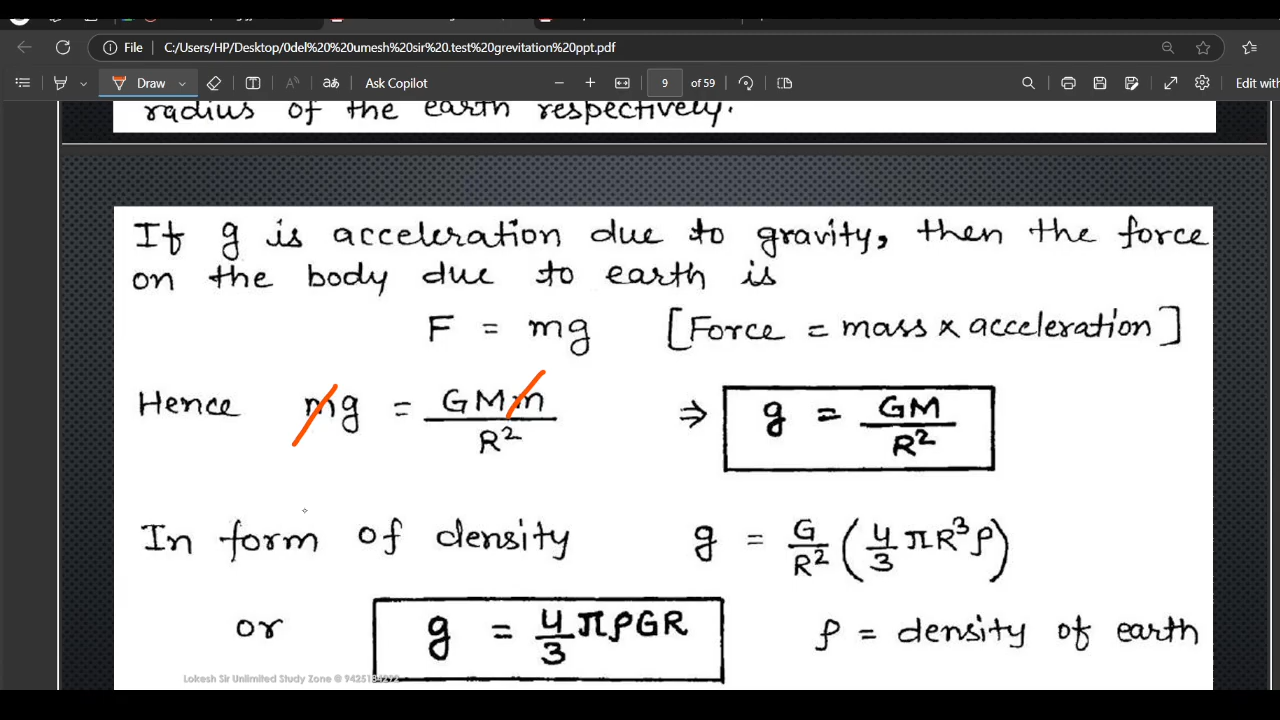 File C:/Users/HP/Desktop/0del%20%20umesh%20sir%20.test%20grevitation%20ppt.pdf
Draw Ask Copilot 9 of 59 Edit with
radius of the earth respectively.
If g is acceleration due to gravity, then the force
on the body due to earth is
F = mg [Force = mass × acceleration]
Hence mg = GMm/R² ⇒ g = GM/R²
In form of density g = G/R² (4/3 πR³ρ)
or g = 4/3 πρGR ρ = density of earth
Lokesh Sir Unlimited Study Zone @